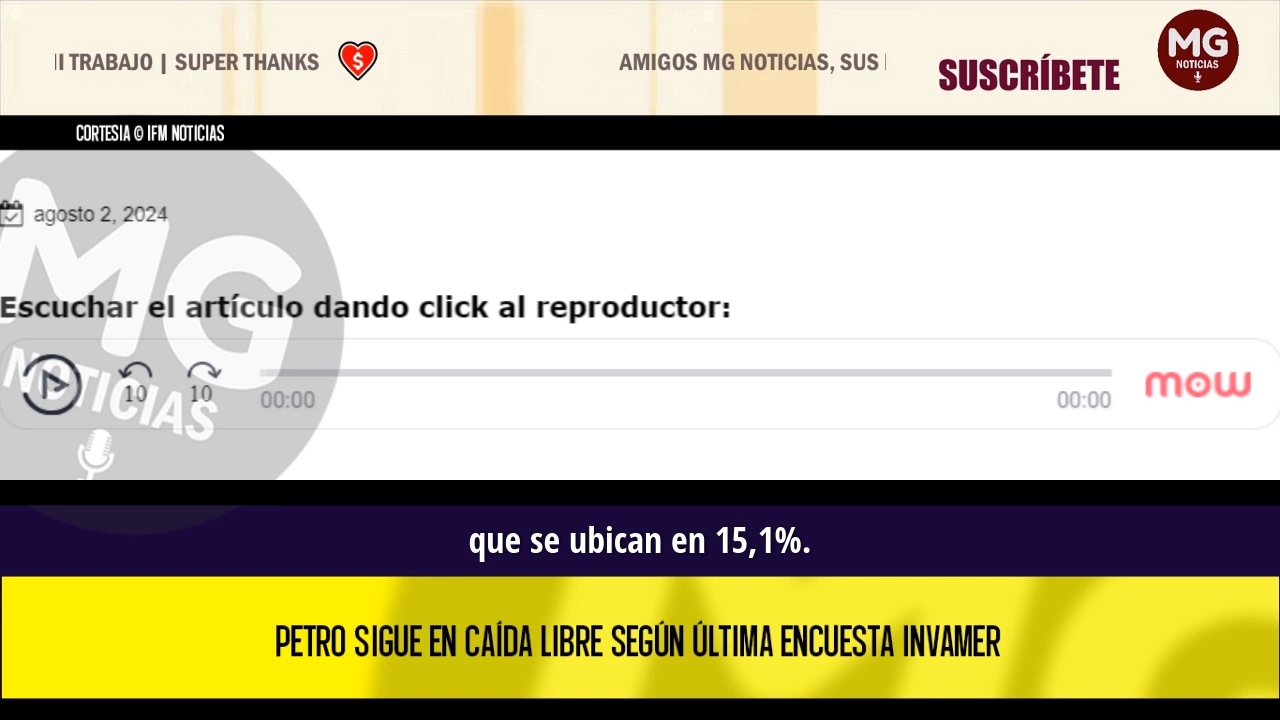 TRABAJO | SUPER THANKS
AMIGOS MG NOTICIAS, SUS
SUSCRÍBETE
MG
NOTICIAS
CORTESIA © IFM NOTICIAS
agosto 2, 2024
MG
NOTICIAS
Escuchar el artículo dando click al reproductor:
10
10
00:00
00:00
mow
que se ubican en 15,1%.
PETRO SIGUE EN CAÍDA LIBRE SEGÚN ÚLTIMA ENCUESTA INVAMER